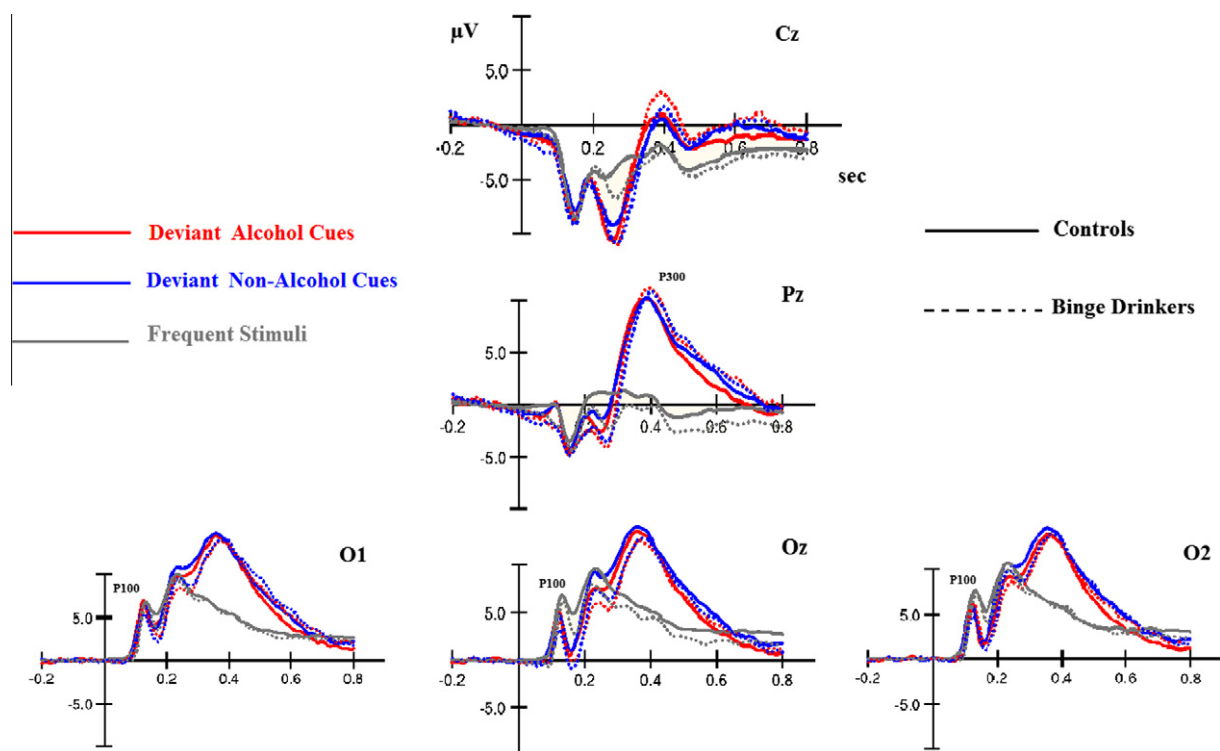 µV
Cz
5.0
-0.2
0.2
0.4
0.6
0.8
sec
-5.0
Deviant Alcohol Cues
Deviant Non-Alcohol Cues
Frequent Stimuli
Controls
Binge Drinkers
P300
Pz
5.0
-0.2
0.2
0.4
0.6
0.8
-5.0
O1
P100
5.0
-0.2
0.2
0.4
0.6
0.8
-5.0
Oz
P100
5.0
-0.2
0.2
0.4
0.6
0.8
-5.0
O2
P100
5.0
-0.2
0.2
0.4
0.6
0.8
-5.0